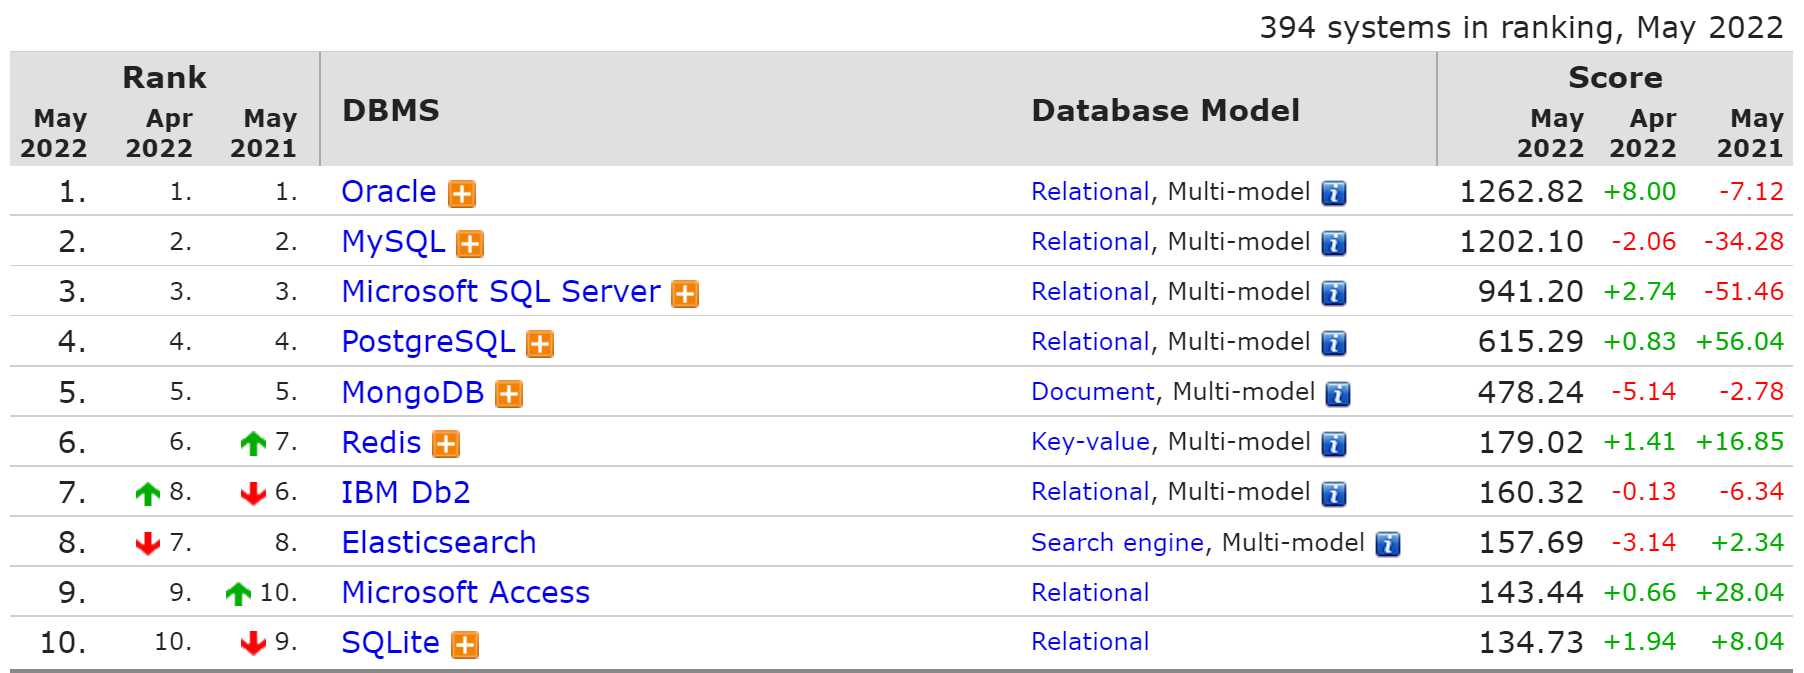 394 systems in ranking, May 2022
Rank DBMS Database Model Score
May 2022 Apr 2022 May 2021 May 2022 Apr 2022 May 2021
1. 1. 1. Oracle Relational, Multi-model 1262.82 +8.00 -7.12
2. 2. 2. MySQL Relational, Multi-model 1202.10 -2.06 -34.28
3. 3. 3. Microsoft SQL Server Relational, Multi-model 941.20 +2.74 -51.46
4. 4. 4. PostgreSQL Relational, Multi-model 615.29 +0.83 +56.04
5. 5. 5. MongoDB Document, Multi-model 478.24 -5.14 -2.78
6. 6. 7. Redis Key-value, Multi-model 179.02 +1.41 +16.85
7. 8. 6. IBM Db2 Relational, Multi-model 160.32 -0.13 -6.34
8. 7. 8. Elasticsearch Search engine, Multi-model 157.69 -3.14 +2.34
9. 9. 10. Microsoft Access Relational 143.44 +0.66 +28.04
10. 10. 9. SQLite Relational 134.73 +1.94 +8.04